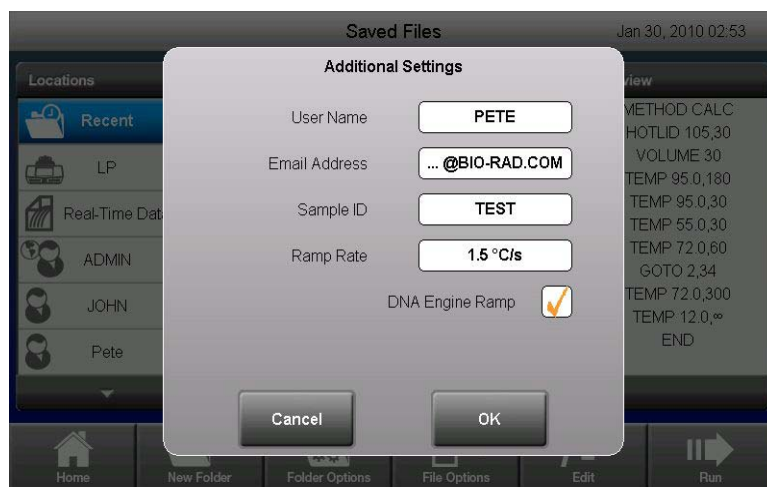 Saved Files
Jan 30, 2010 02:53
Locations
Recent
LP
Real-Time Dat
ADMIN
JOHN
Pete
Additional Settings
User Name
PETE
Email Address
... @BIO-RAD.COM
Sample ID
TEST
Ramp Rate
1.5 °C/s
DNA Engine Ramp
Cancel
OK
view
METHOD CALC
HOTLID 105,30
VOLUME 30
TEMP 95.0,180
TEMP 95.0,30
TEMP 55.0,30
TEMP 72.0,60
GOTO 2,34
TEMP 72.0,300
TEMP 12.0,∞
END
Home
New Folder
Folder Options
File Options
Edit
Run